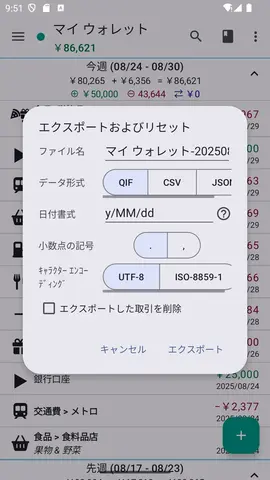 9:51
マイ ウォレット
￥86,621
今週 (08/24 - 08/30)
￥80,265 + ￥6,356 = ￥86,621
￥50,000 43,644 ￥0
エクスポートおよびリセット
ファイル名 マイ ウォレット-202508
データ形式 QIF CSV JSON
日付書式 y/MM/dd
小数点の記号 . ,
ｷｬﾗｸﾀｰ ｴﾝｺｰﾃﾞｨﾝｸﾞ UTF-8 ISO-8859-1
エクスポートした取引を削除
キャンセル エクスポート
銀行口座 ￥25,000
2025/08/24
交通費 > メトロ −￥2,377
食品 > 食料品店
果物 & 野菜
先週 (08/17 - 08/23)